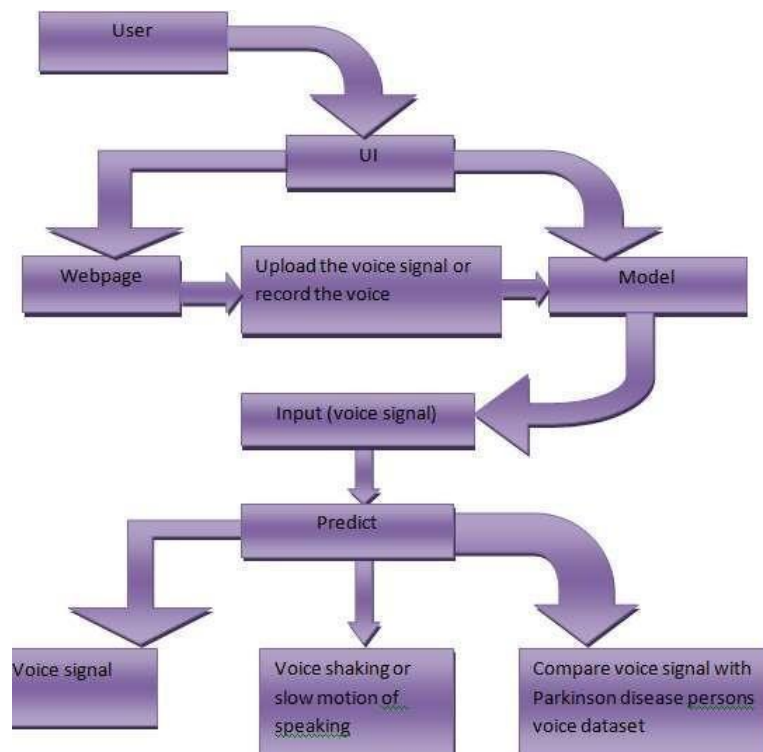 User
UI
Webpage
Upload the voice signal or
record the voice
Model
Input (voice signal)
Predict
Voice signal
Voice shaking or
slow motion of
speaking
Compare voice signal with
Parkinson disease persons
voice dataset